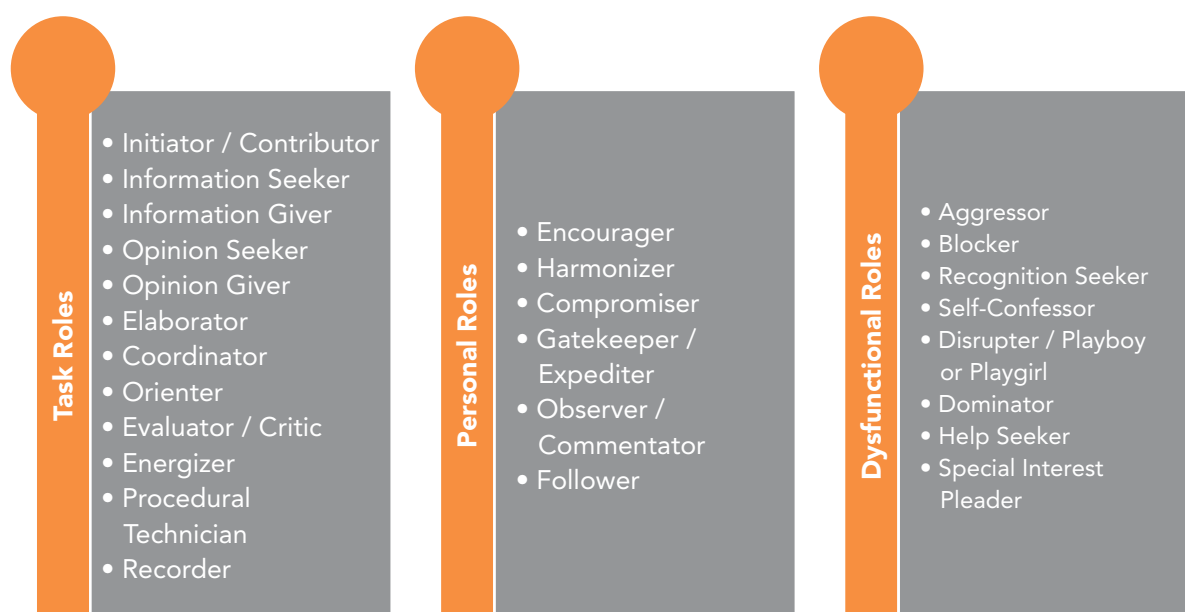 Task Roles
• Initiator / Contributor
• Information Seeker
• Information Giver
• Opinion Seeker
• Opinion Giver
• Elaborator
• Coordinator
• Orienter
• Evaluator / Critic
• Energizer
• Procedural
Technician
• Recorder
Personal Roles
• Encourager
• Harmonizer
• Compromiser
• Gatekeeper /
Expediter
• Observer /
Commentator
• Follower
Dysfunctional Roles
• Aggressor
• Blocker
• Recognition Seeker
• Self-Confessor
• Disrupter / Playboy
or Playgirl
• Dominator
• Help Seeker
• Special Interest
Pleader